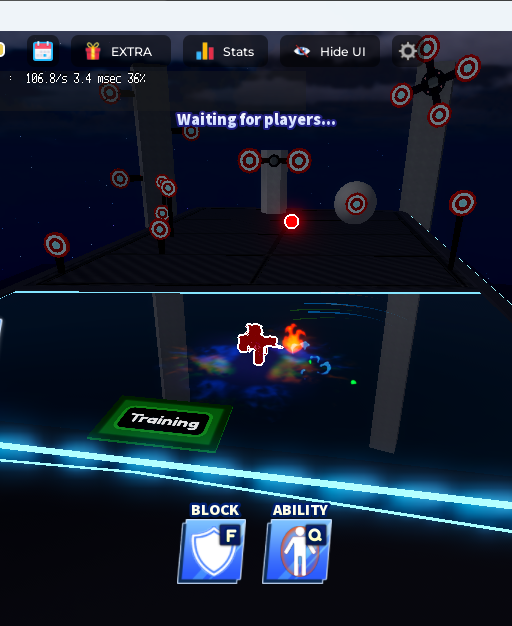 EXTRA
Stats
Hide UI
: 106.8/s 3.4 msec 36%
Waiting for players...
Training
BLOCK
ABILITY
F
Q